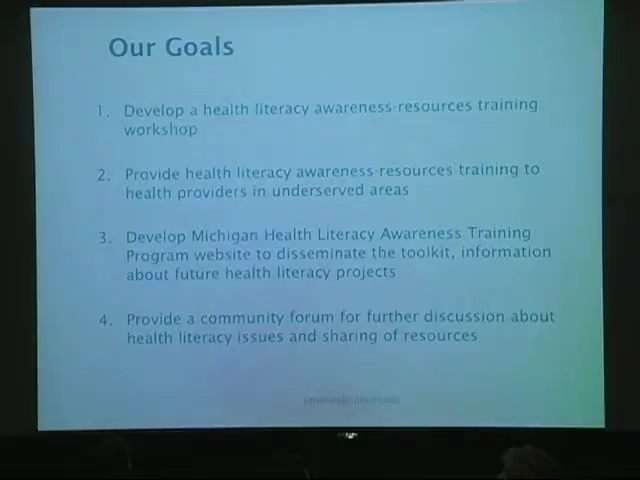 Our Goals
1. Develop a health literacy awareness-resources training
workshop
2. Provide health literacy awareness-resources training to
health providers in underserved areas
3. Develop Michigan Health Literacy Awareness Training
Program website to disseminate the toolkit, information
about future health literacy projects
4. Provide a community forum for further discussion about
health literacy issues and sharing of resources